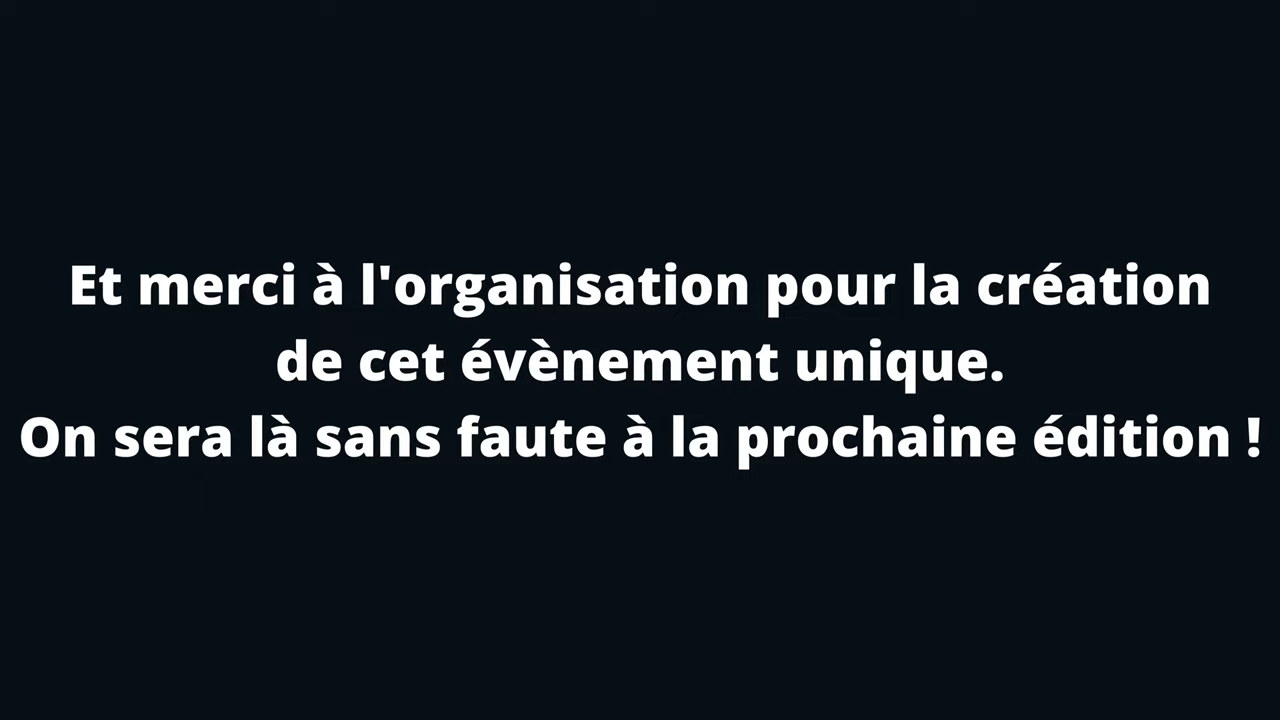 Et merci à l'organisation pour la création
de cet évènement unique.
On sera là sans faute à la prochaine édition !